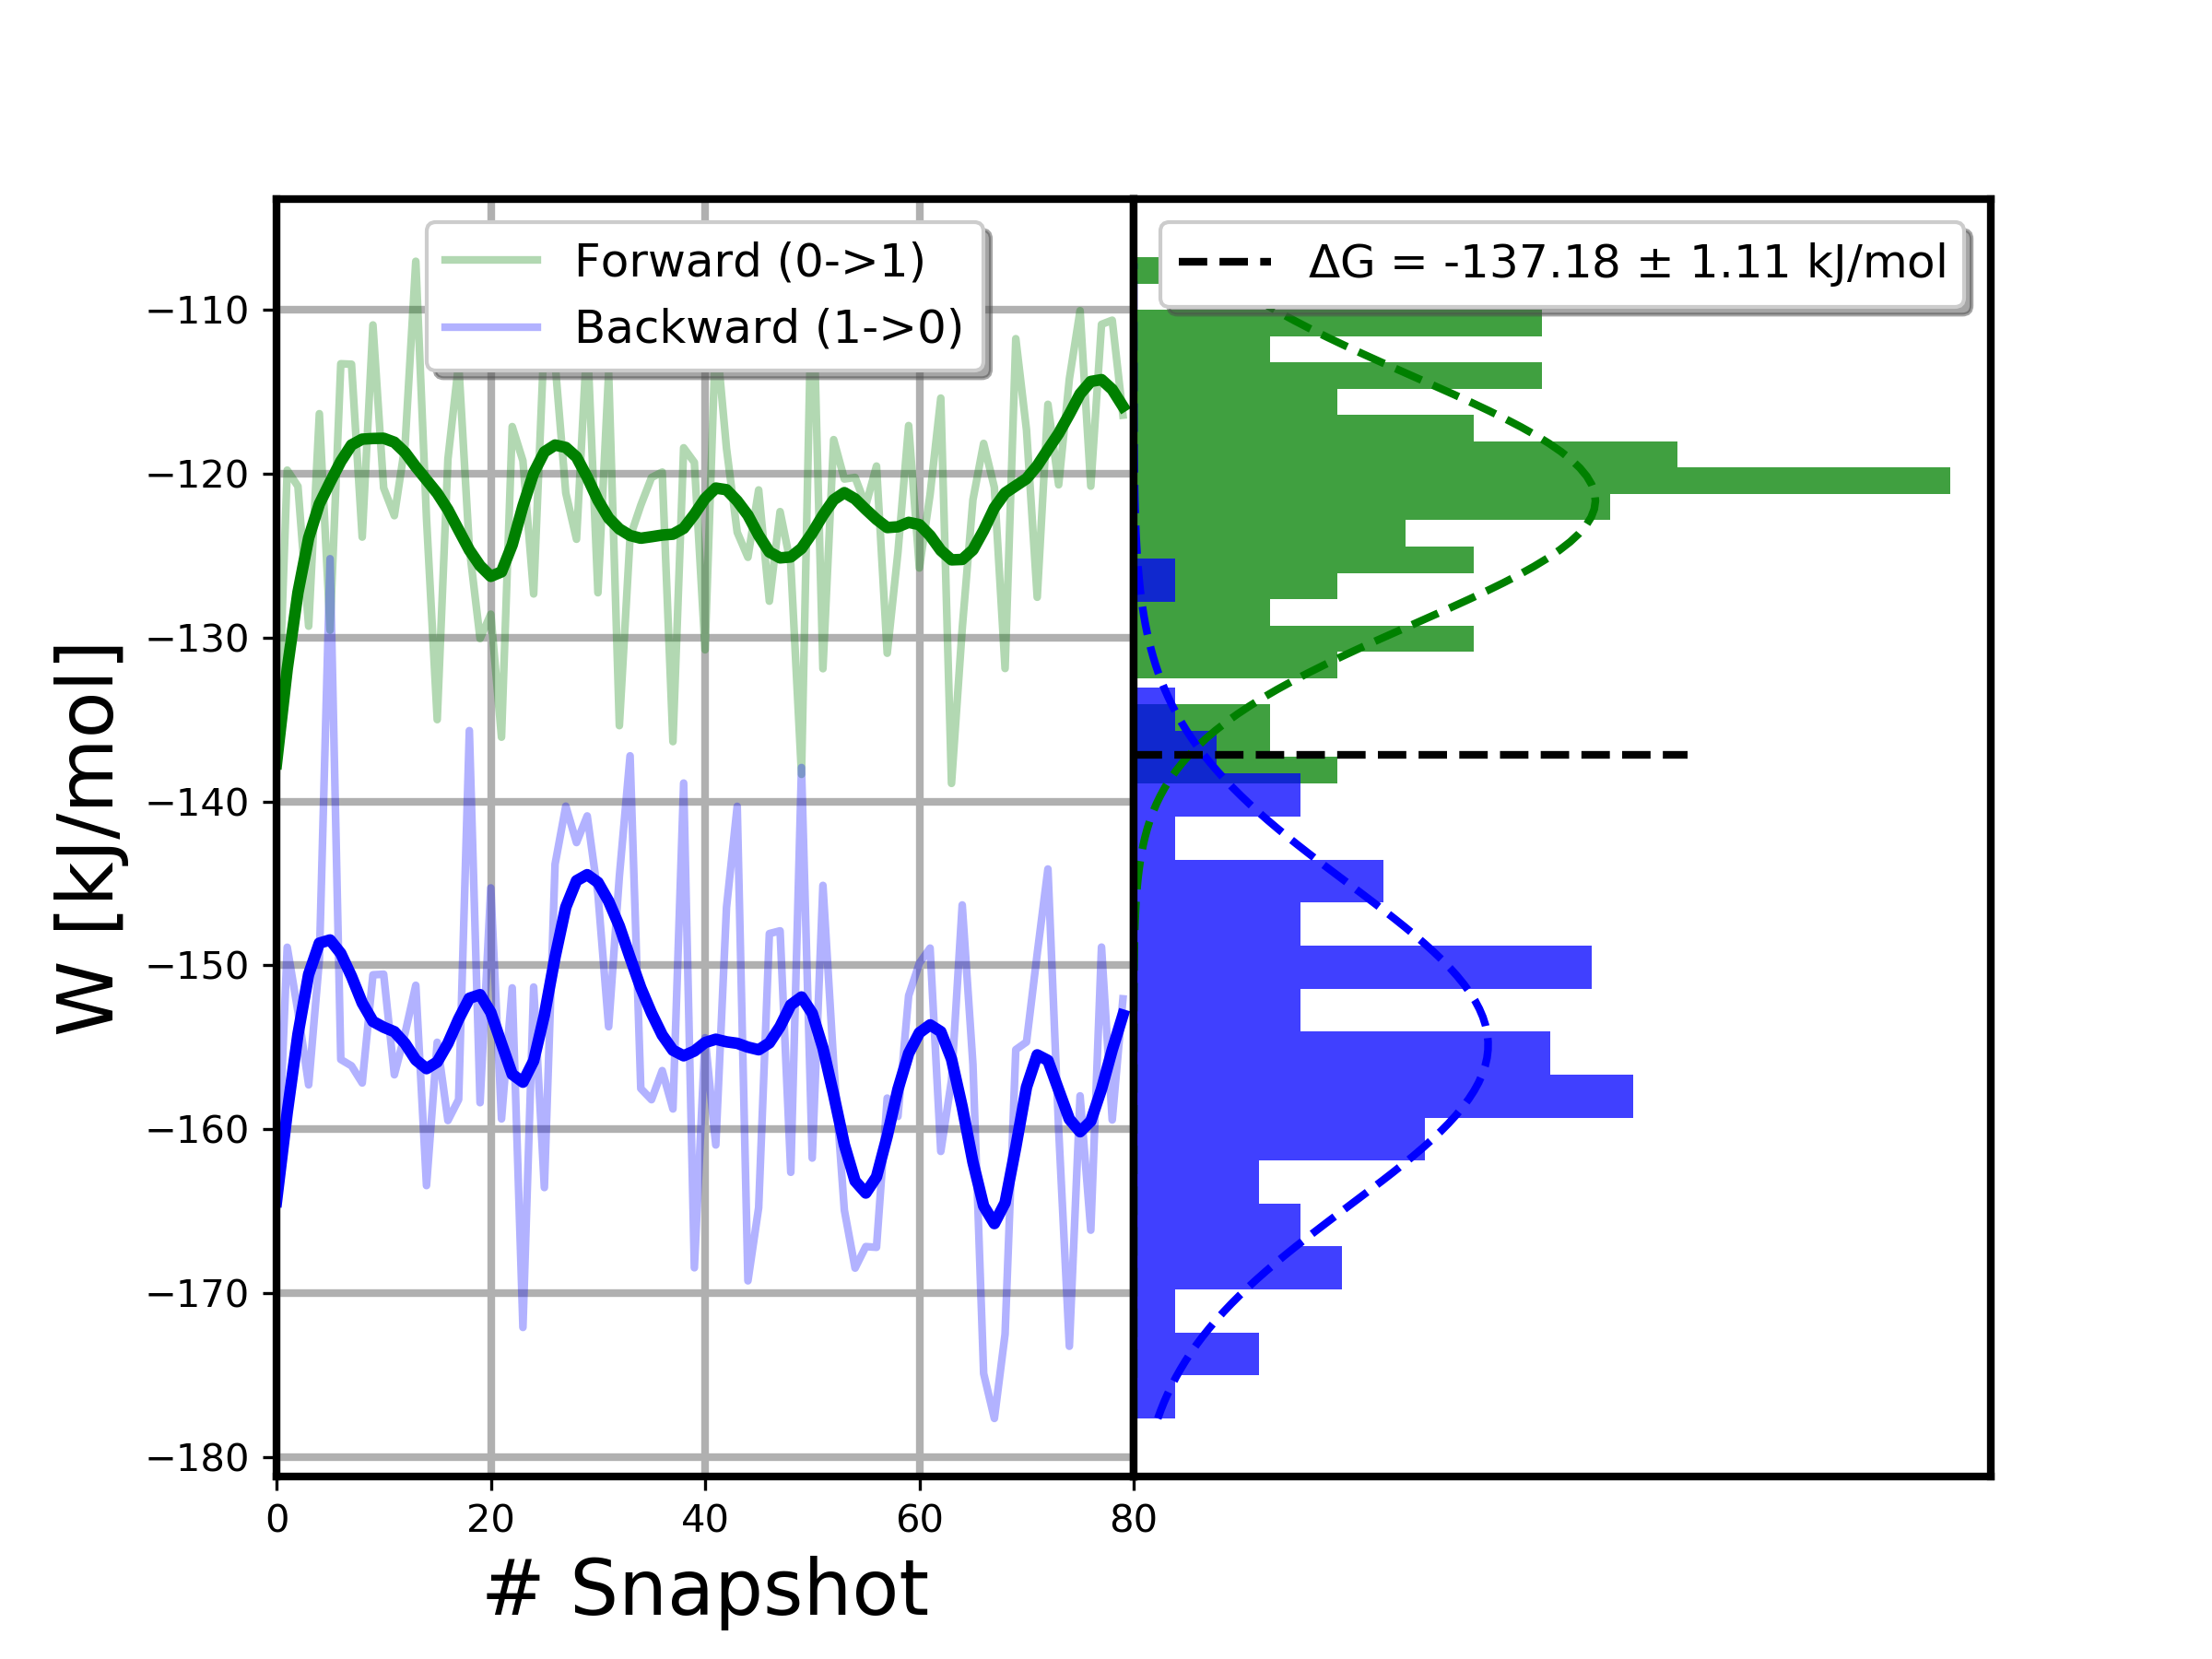 Forward (0->1)
Backward (1->0)
ΔG = -137.18 ± 1.11 kJ/mol
W [kJ/mol]
−110
−120
−130
−140
−150
−160
−170
−180
0 20 40 60 80
# Snapshot